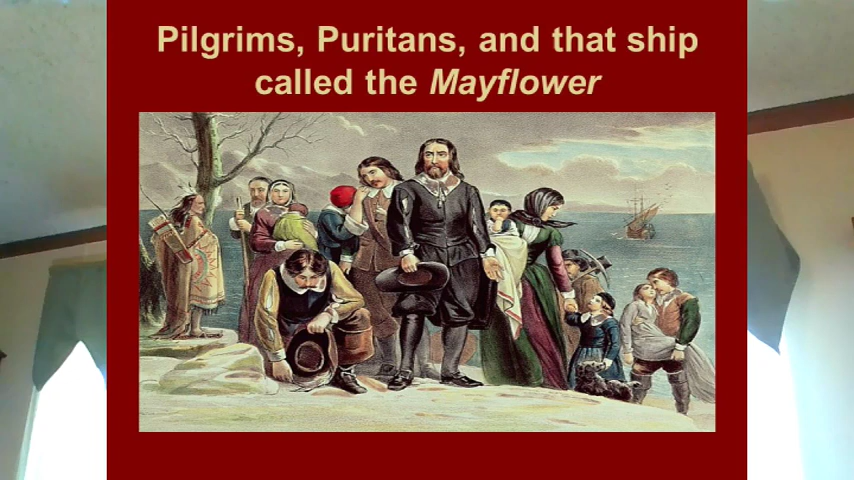 Pilgrims, Puritans, and that ship
called the Mayflower